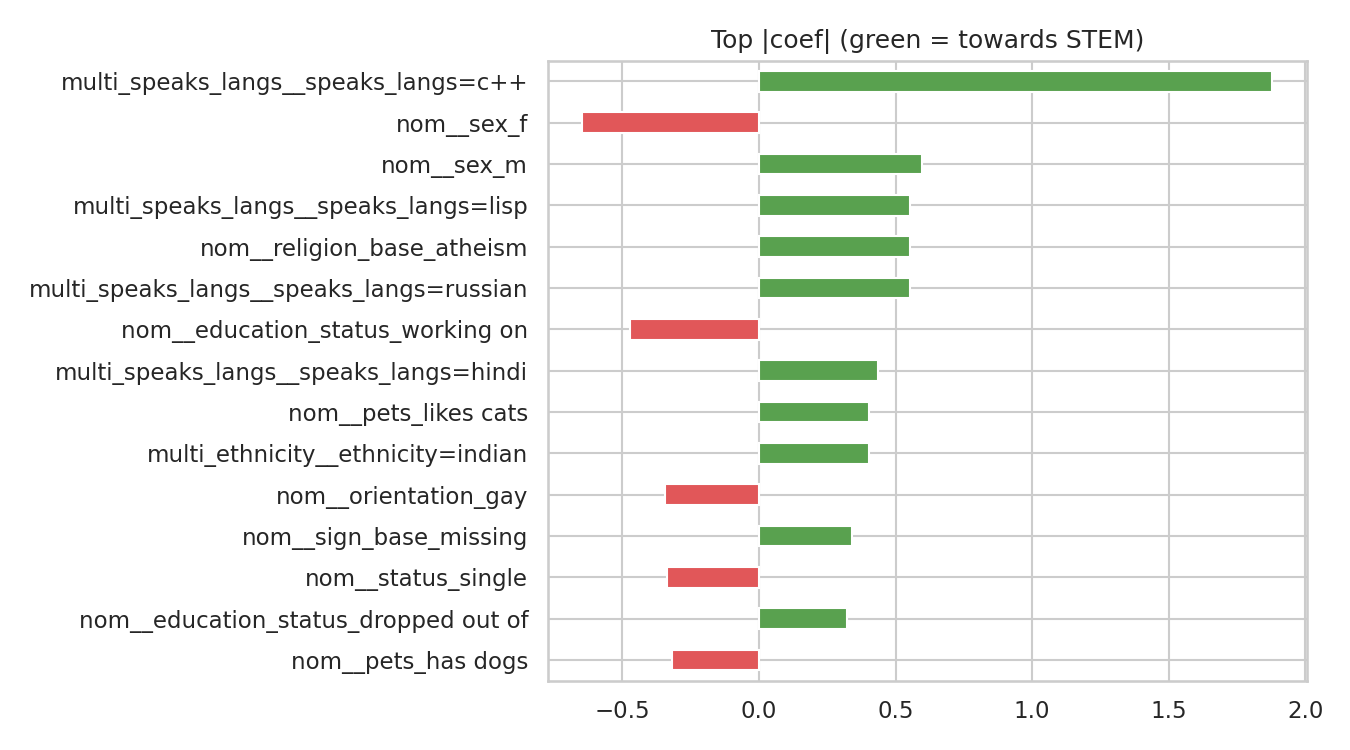 Top |coef| (green = towards STEM)
multi_speaks_langs__speaks_langs=c++
nom__sex_f
nom__sex_m
multi_speaks_langs__speaks_langs=lisp
nom__religion_base_atheism
multi_speaks_langs__speaks_langs=russian
nom__education_status_working on
multi_speaks_langs__speaks_langs=hindi
nom__pets_likes cats
multi_ethnicity__ethnicity=indian
nom__orientation_gay
nom__sign_base_missing
nom__status_single
nom__education_status_dropped out of
nom__pets_has dogs
−0.5 0.0 0.5 1.0 1.5 2.0